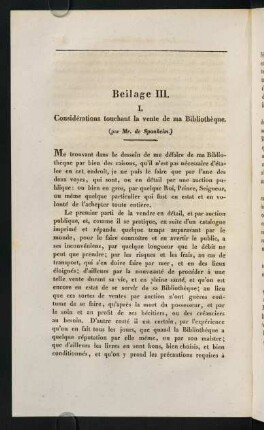 Beilage III.
I.
Considérations touchant la vente de ma Bibliothèque.
(par Mr. de Spanheim.)
Me trouvant dans le dessein de me défaire de ma Biblio-
thèque par bien des raisons, qu'il n'est pas nécessaire d'éta-
ler en cet endroit, je ne puis le faire que par l'une des
deux voyes, qui sont, ou en détail par une auction publi-
que: ou bien en gros, par quelque Roi, Prince, Seigneur,
ou même quelque particulier qui fust en estat et en vo-
lonté de l'achepter toute entiere.
Le premier parti de la vendre en détail, et par auction
publique, et, comme il se pratique, en suite d'un catalogue
imprimé et répandu quelque temps auparavant par le
monde, pour la faire connoître et en avertir le public, a
ses inconvéniens, par quelque longueur que le débit ne
peut que prendre; par les risques et les frais, au cas de
transport, qu'il s'en doive faire par mer, et en des lieux
éloignés; d'ailleurs par la nouveauté de procéder à une
telle vente durant sa vie, et en pleine santé, et qu'on est
encore en estat de se servir de sa Bibliothèque; au lieu
que ces sortes de ventes par auction n'ont guères cou-
tume de se faire, qu'après la mort du possesseur, et par
le soin et au profit de ses héritiers, ou des créanciers
au besoin. D'autre costé il est certain, par l'expérience
qu'on en fait tous les jours, que quand la Bibliothèque a
quelque réputation par elle même, ou par son maistre;
que d'ailleurs les livres en sont bons, bien choisis, et bien
conditionnés, et qu'on y prend les précautions requises à